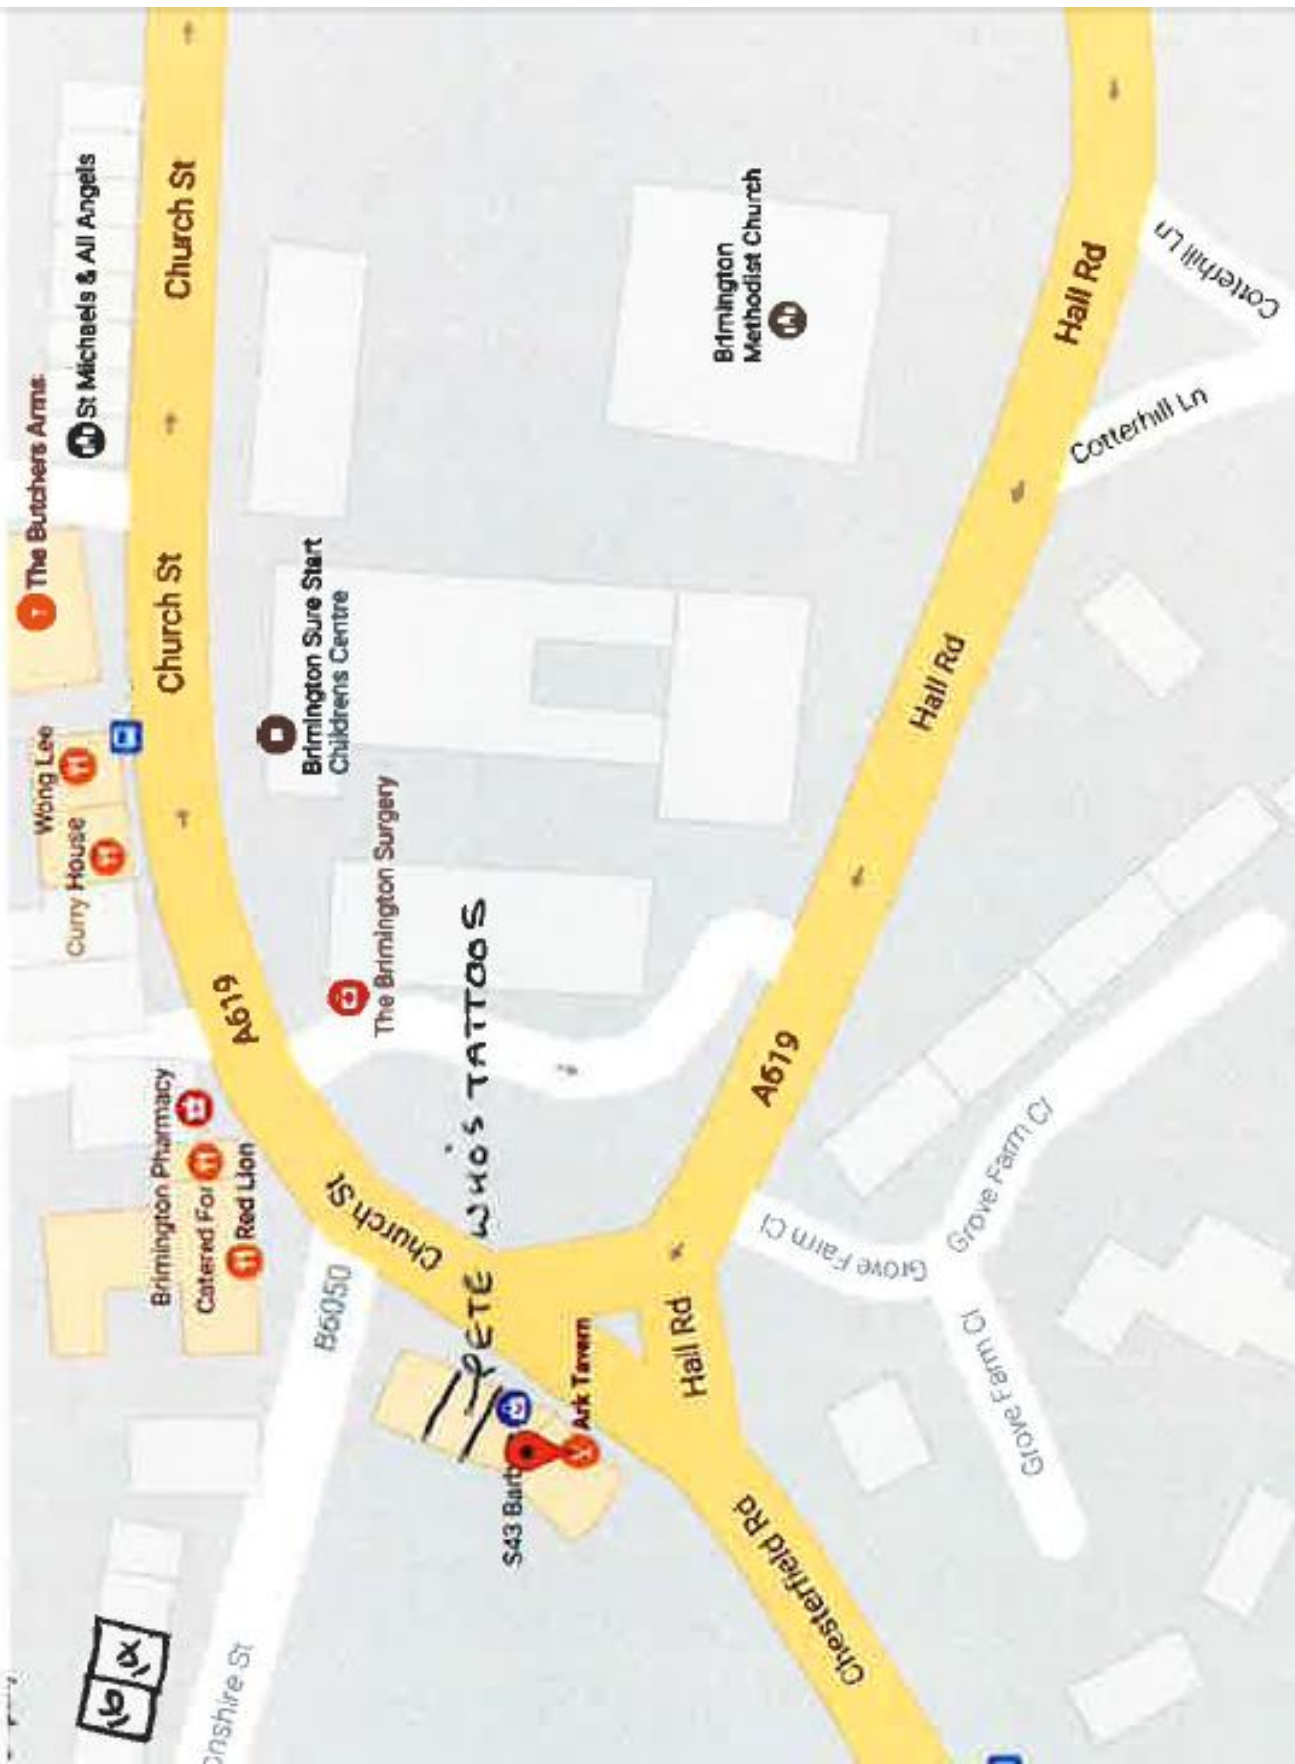 The Butchers Arms
St Michaels & All Angels
Church St
Church St
Wong Lee
Curry House
Brimington Sure Start
Childrens Centre
Brimington
Methodist Church
Hall Rd
Cotterhill Ln
Cotterhill Ln
Hall Rd
The Brimington Surgery
A619
A619
Brimington Pharmacy
Catered For
Red Lion
Church St
B6050
PETE WHO'S TATTOOS
Ark Tavern
S43 Barb
Hall Rd
Grove Farm Cl
Grove Farm Cl
Grove Farm Cl
Grove Farm Cl
Chesterfield Rd
onshire St